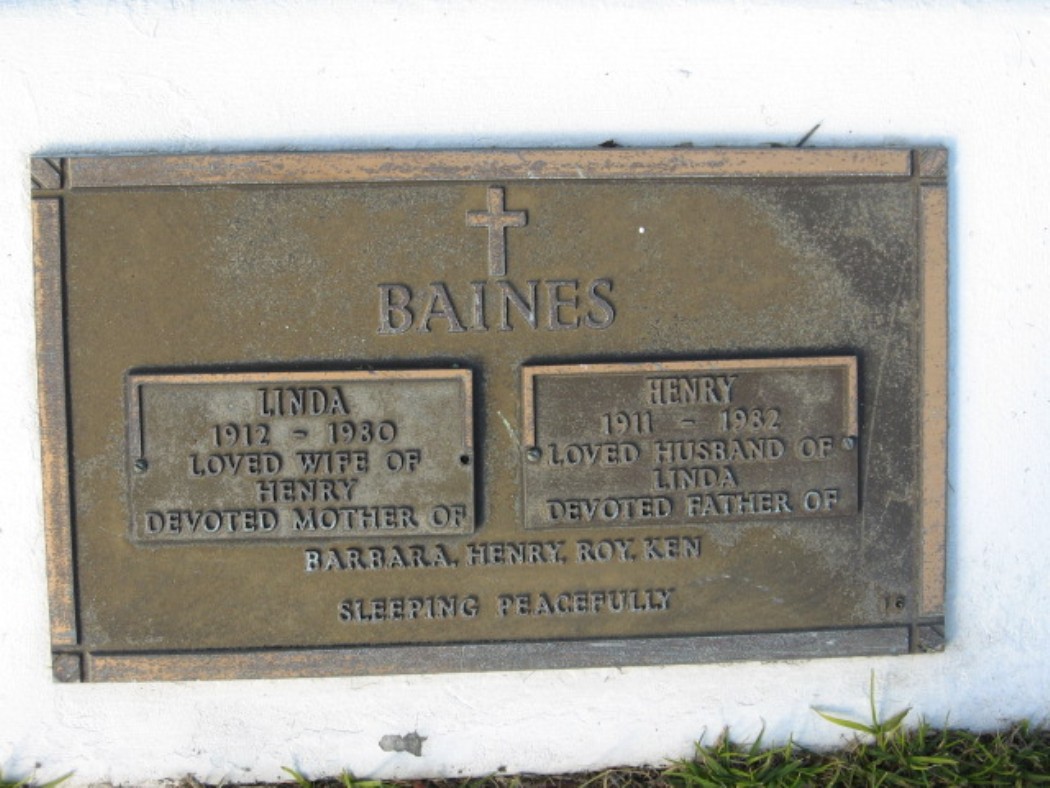 BAINES
LINDA
1912 - 1980
LOVED WIFE OF
HENRY
DEVOTED MOTHER OF
HENRY
1911 - 1982
LOVED HUSBAND OF
LINDA
DEVOTED FATHER OF
BARBARA, HENRY, ROY, KEN
SLEEPING PEACEFULLY
16